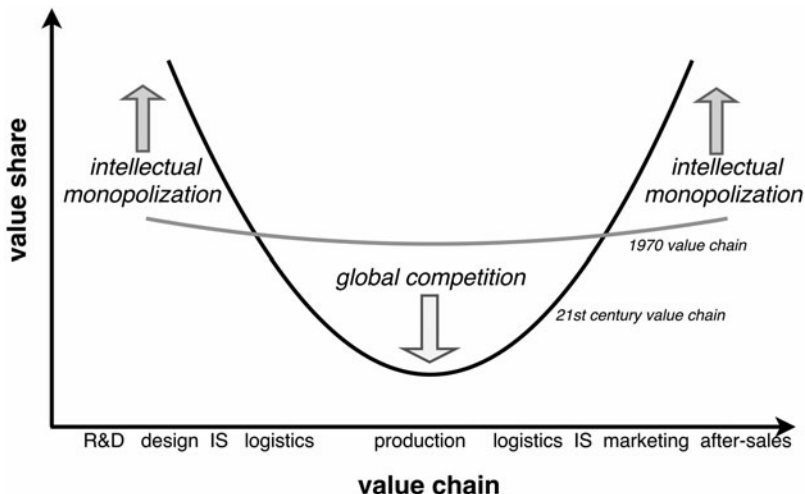 value share
intellectual
monopolization
intellectual
monopolization
1970 value chain
global competition
21st century value chain
R&D design IS logistics production logistics IS marketing after-sales
value chain